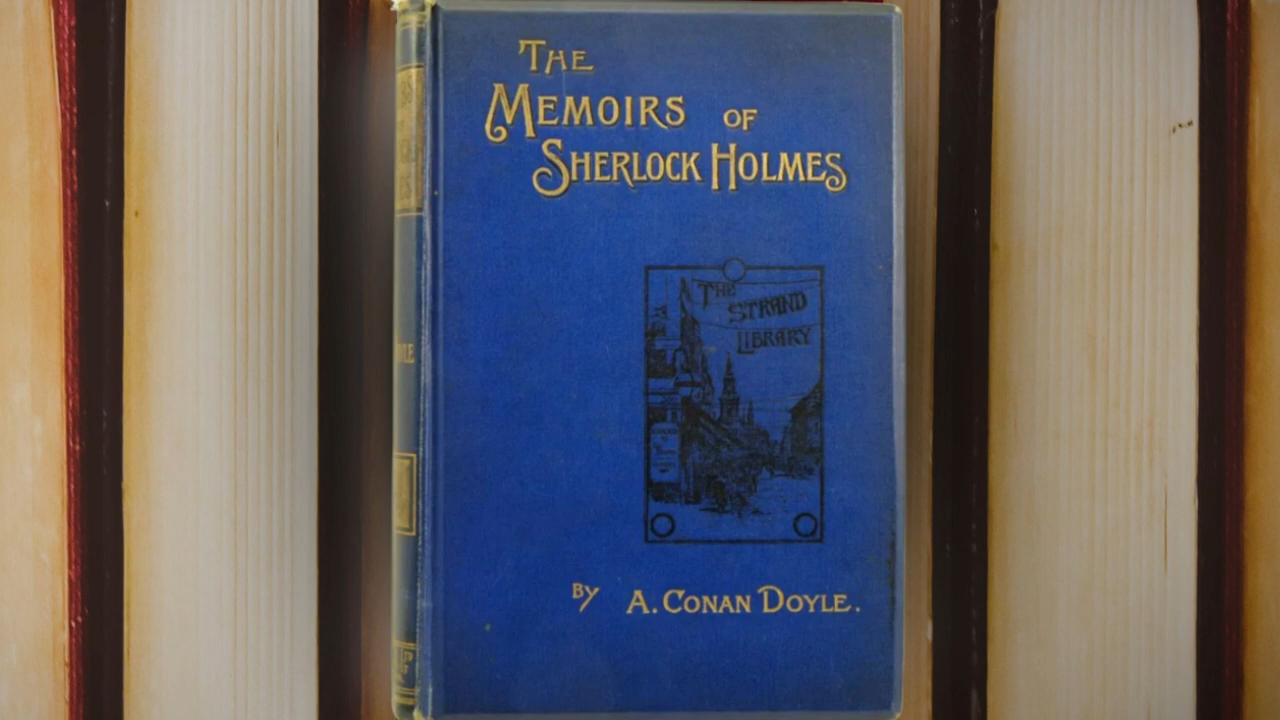 THE
MEMOIRS OF
SHERLOCK HOLMES
THE
STRAND
LIBRARY
BY A. CONAN DOYLE.